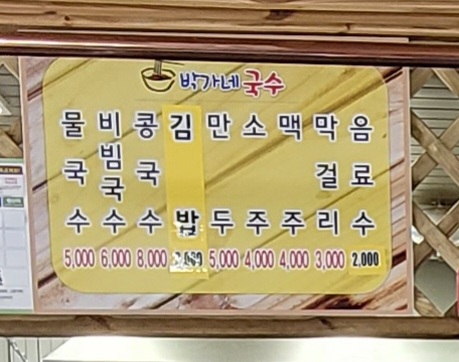 박가네국수
물국수 5,000
비빔국수 6,000
콩국수 8,000
김밥
만두 5,000
소주 4,000
맥주 4,000
막걸리 3,000
음료수 2,000